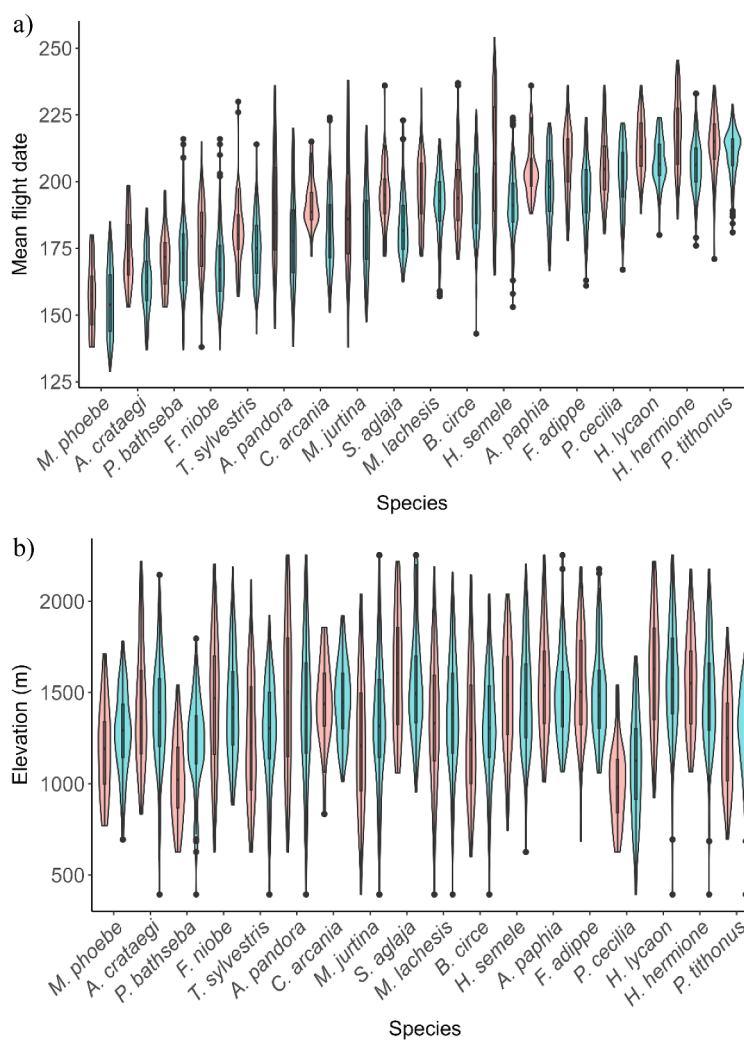 a)
250
225
200
175
150
125
Mean flight date
M. phoebe
A. crataegi
P. bathseba
F. niobe
T. sylvestris
A. pandora
C. arcania
M. jurtina
S. aglaja
M. lachesis
B. circe
H. semele
A. paphia
F. adippe
P. cecilia
H. lycaon
H. hermione
P. tithonus
Species
b)
2000
1500
1000
500
Elevation (m)
M. phoebe
A. crataegi
P. bathseba
F. niobe
T. sylvestris
A. pandora
C. arcania
M. jurtina
S. aglaja
M. lachesis
B. circe
H. semele
A. paphia
F. adippe
P. cecilia
H. lycaon
H. hermione
P. tithonus
Species